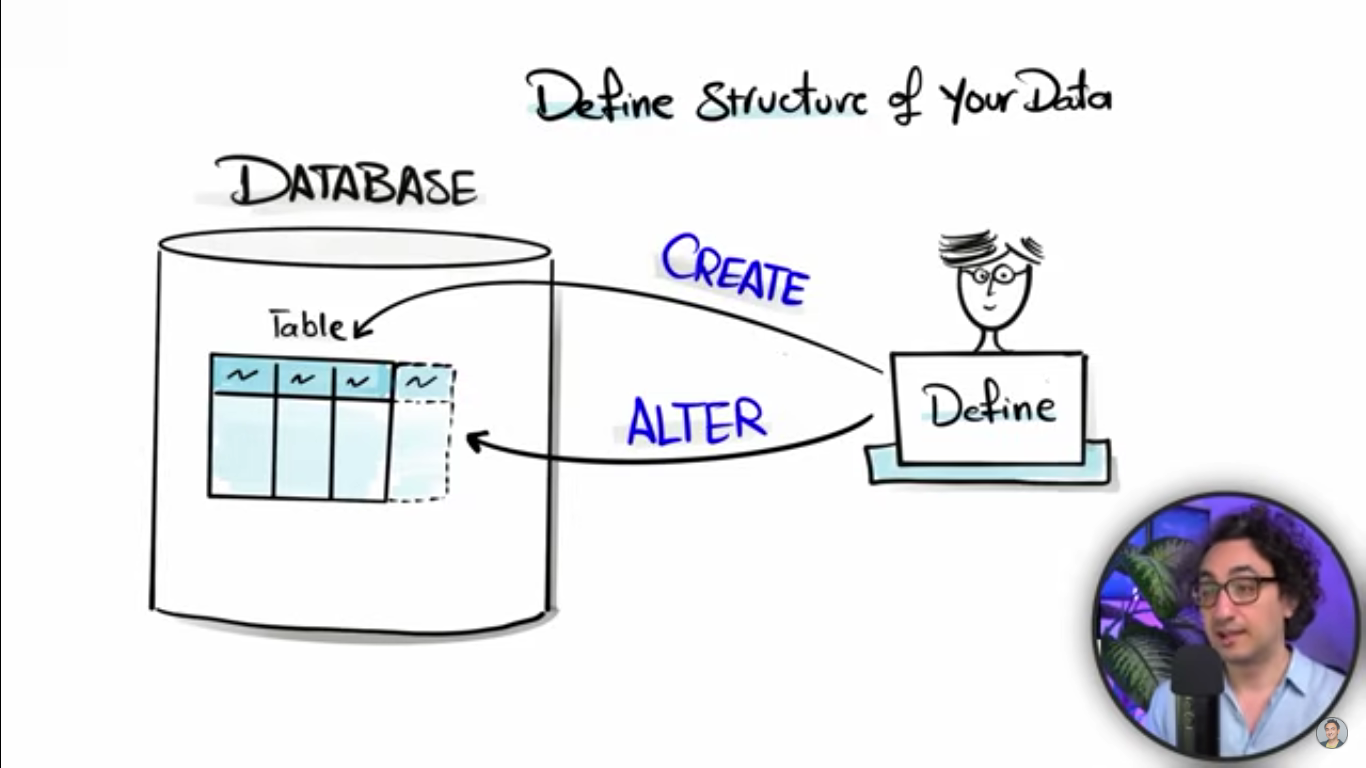 Define Structure of Your Data
DATABASE
CREATE
Table
Define
ALTER